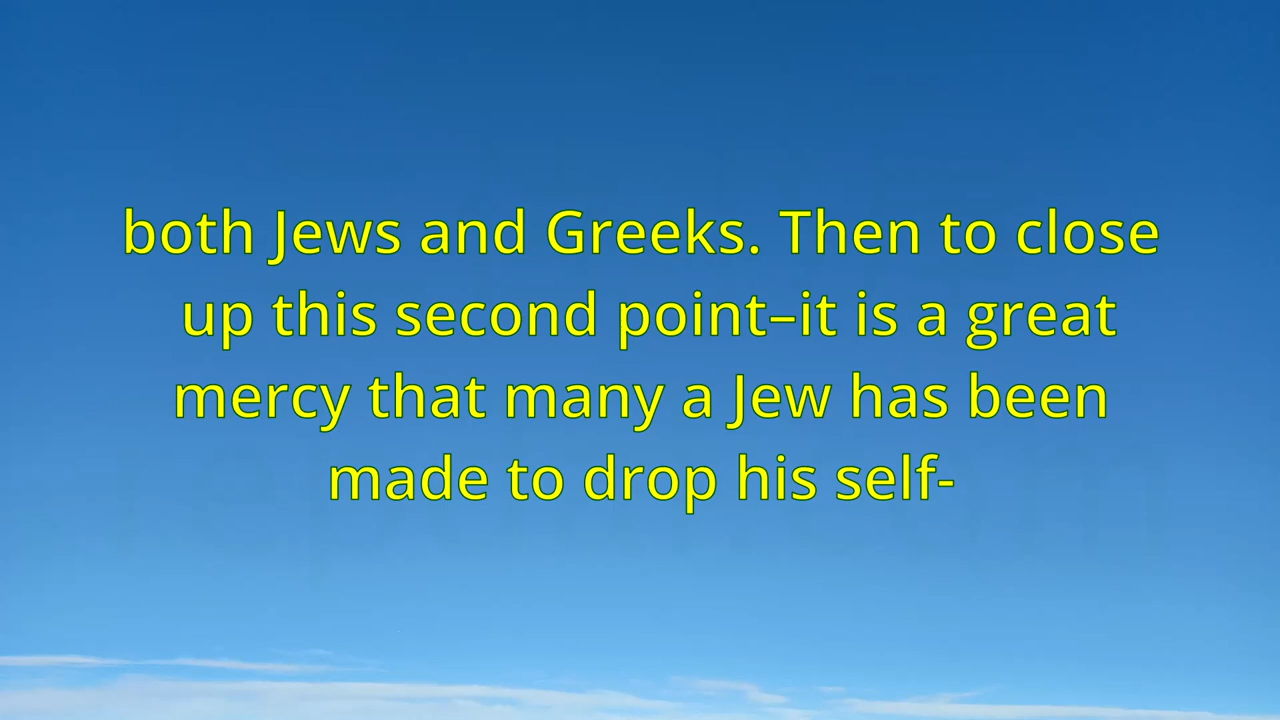 both Jews and Greeks. Then to close
up this second point–it is a great
mercy that many a Jew has been
made to drop his self-